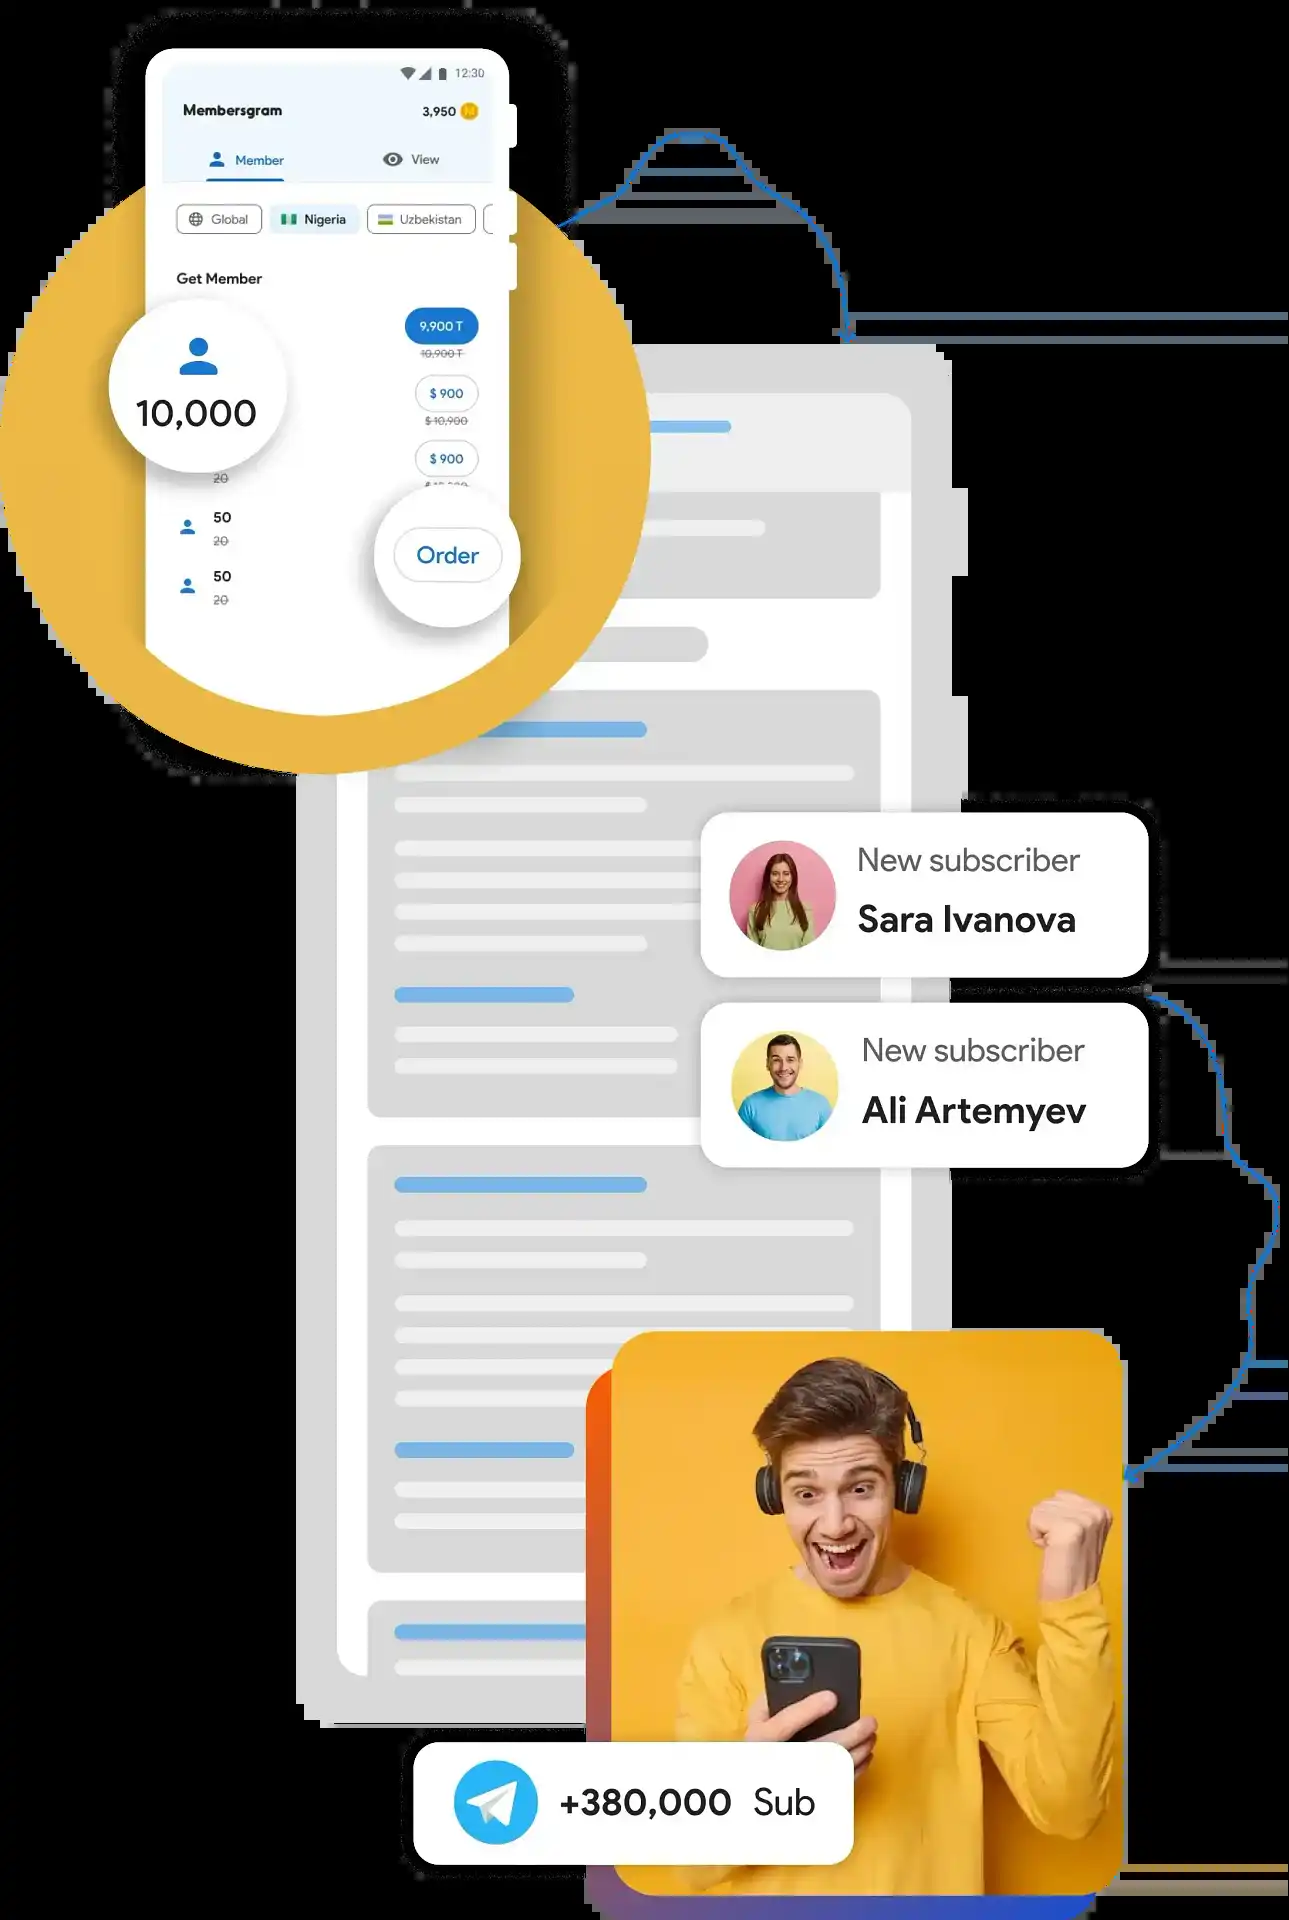 12:30
Membersgram
3,950
Member
View
Global
Nigeria
Uzbekistan
Get Member
10,000
9,900 T
10,900 T
$ 900
$ 10,900
$ 900
20
50
20
Order
50
20
New subscriber
Sara Ivanova
New subscriber
Ali Artemyev
+380,000 Sub